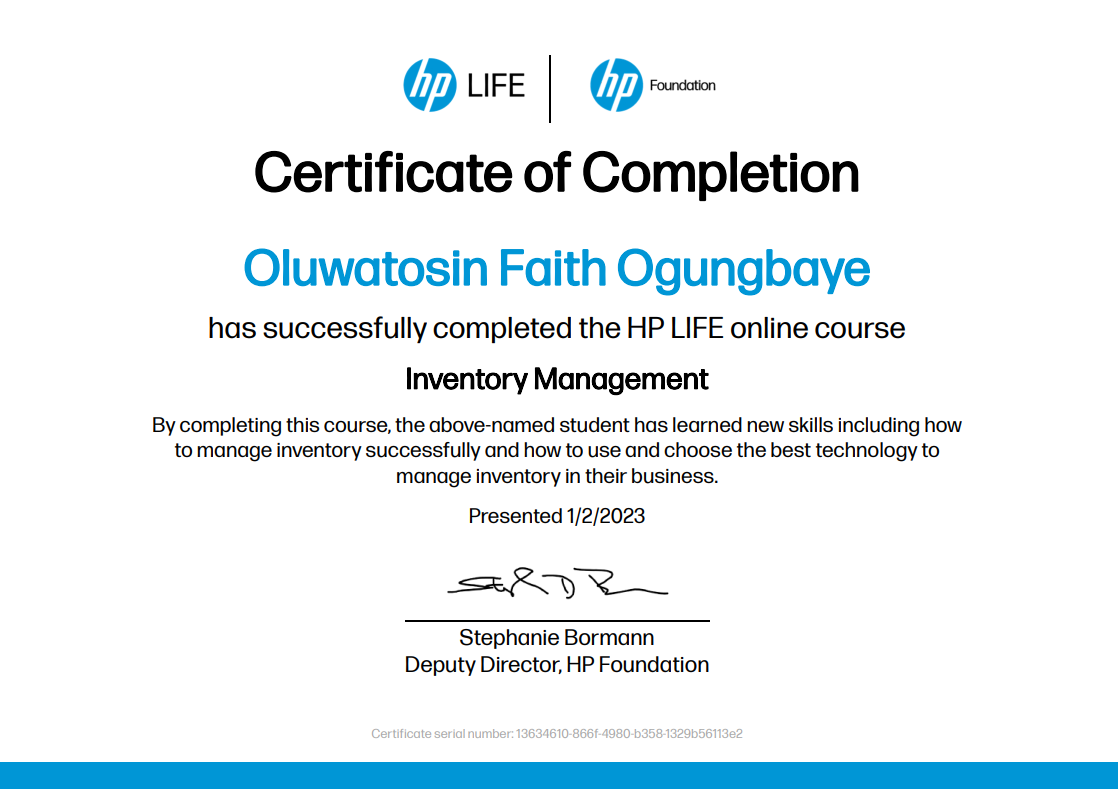 hp LIFE hp Foundation
Certificate of Completion
Oluwatosin Faith Ogungbaye
has successfully completed the HP LIFE online course
Inventory Management
By completing this course, the above-named student has learned new skills including how
to manage inventory successfully and how to use and choose the best technology to
manage inventory in their business.
Presented 1/2/2023
Stephanie Bormann
Deputy Director, HP Foundation
Certificate serial number: 13634610-866f-4980-b358-1329b56113e2